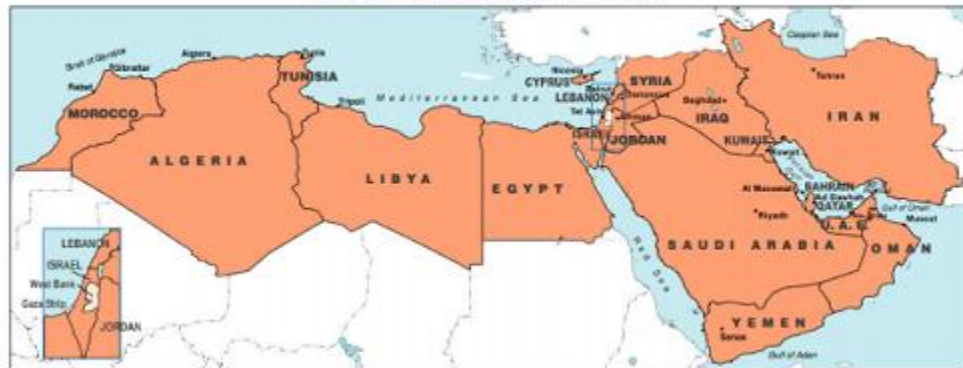 Caspian Sea
Strait of Gibraltar
Gibraltar
Algiers
Tunis
Rabat
TUNISIA
MOROCCO
Tripoli
Mediterranean Sea
Nicosia
CYPRUS
SYRIA
Beirut
LEBANON
Damascus
Tel Aviv
Amman
ISRAEL
JORDAN
Baghdad
IRAQ
Tehran
IRAN
KUWAIT
Kuwait
ALGERIA
LIBYA
EGYPT
Al Manamah
BAHRAIN
Ad Dawhah
QATAR
Gulf of Oman
Muscat
U. A. E.
Riyadh
SAUDI ARABIA
OMAN
Red Sea
YEMEN
Sanaa
Gulf of Aden
LEBANON
ISRAEL
West Bank
Gaza Strip
JORDAN